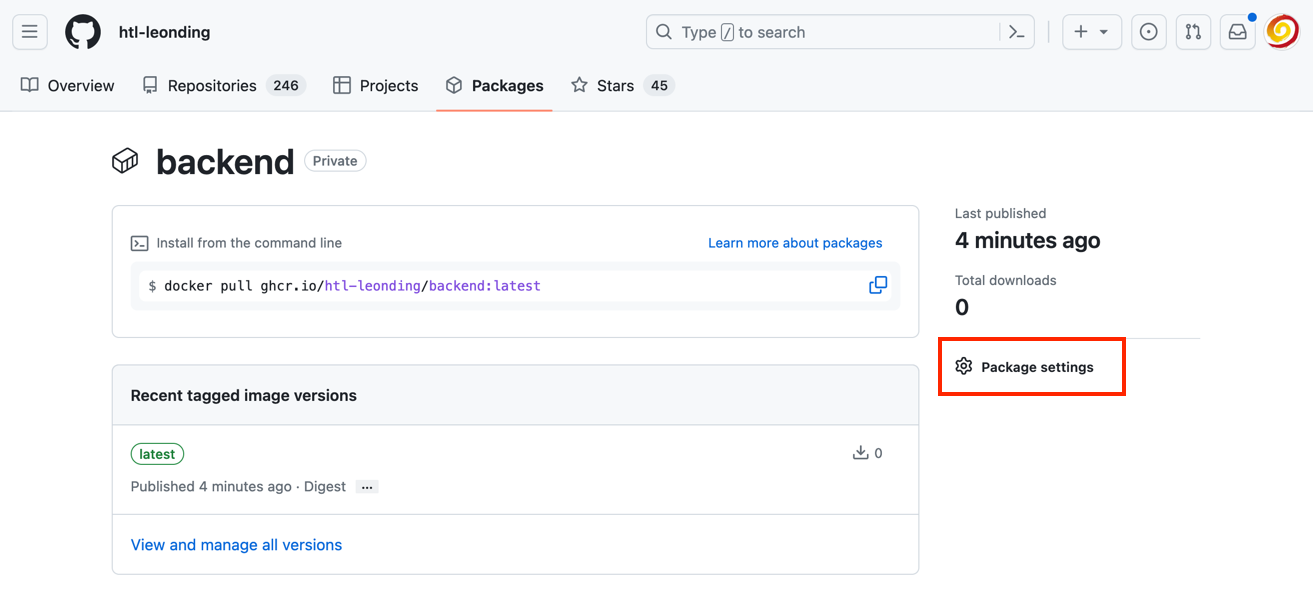 htl-leonding
Type / to search
Overview
Repositories 246
Projects
Packages
Stars 45
backend Private
Install from the command line
Learn more about packages
$ docker pull ghcr.io/htl-leonding/backend:latest
Last published
4 minutes ago
Total downloads
0
Package settings
Recent tagged image versions
latest
0
Published 4 minutes ago · Digest ...
View and manage all versions